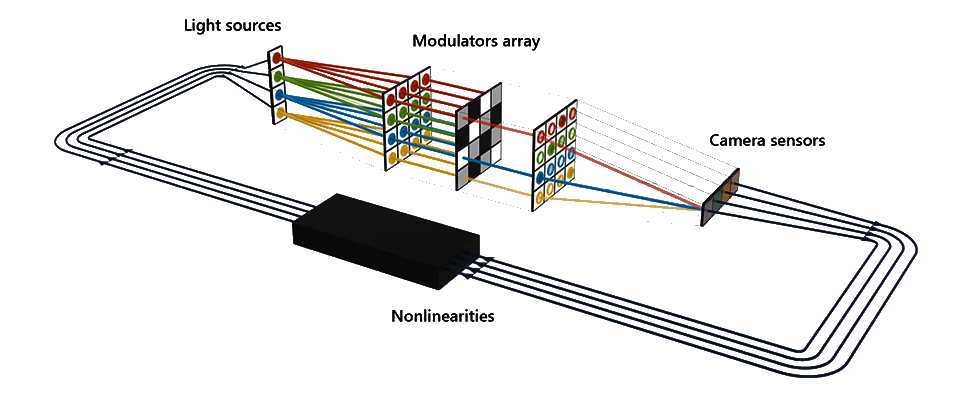 Light sources
Modulators array
Camera sensors
Nonlinearities